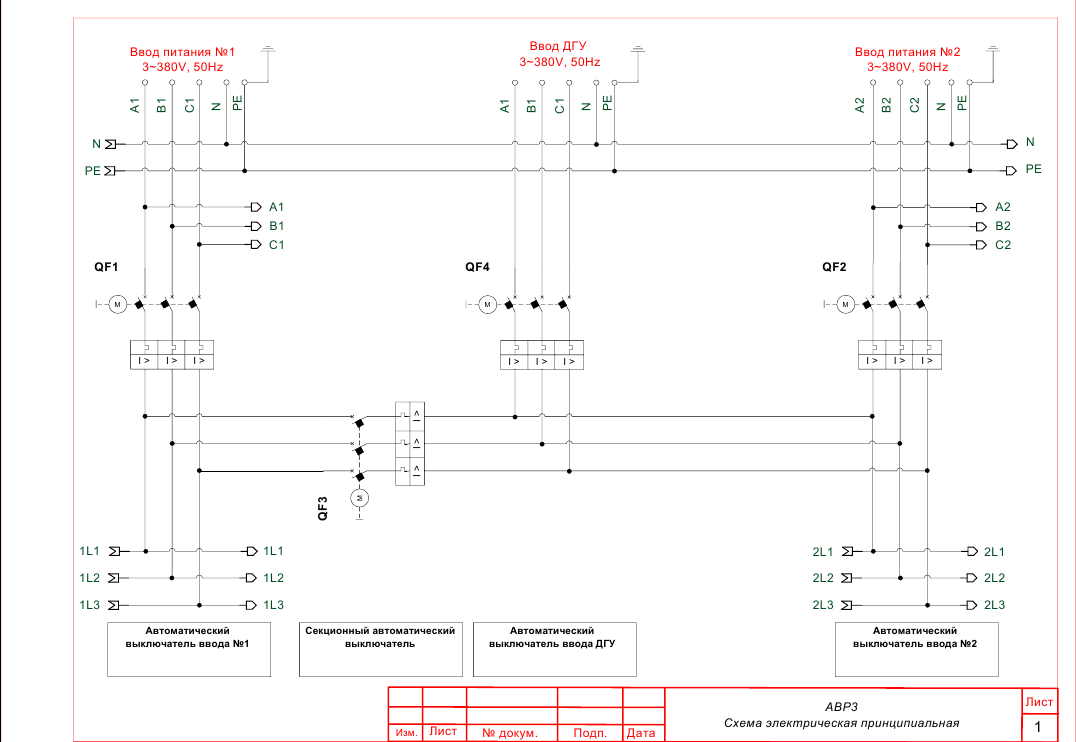 Ввод питания №1
3~380V, 50Hz
Ввод ДГУ
3~380V, 50Hz
Ввод питания №2
3~380V, 50Hz
A1 B1 C1 N PE
A1 B1 C1 N PE
A2 B2 C2 N PE
N N
PE PE
A1 A2
B1 B2
C1 C2
QF1 QF4 QF2
M M M
I > I > I >
I > I > I >
I > I > I >
I >
I >
I >
M
QF3
1L1 1L1 2L1 2L1
1L2 1L2 2L2 2L2
1L3 1L3 2L3 2L3
Автоматический
выключатель ввода №1
Секционный автоматический
выключатель
Автоматический
выключатель ввода ДГУ
Автоматический
выключатель ввода №2
АВР3
Схема электрическая принципиальная
Лист
1
Изм. Лист № докум. Подп. Дата